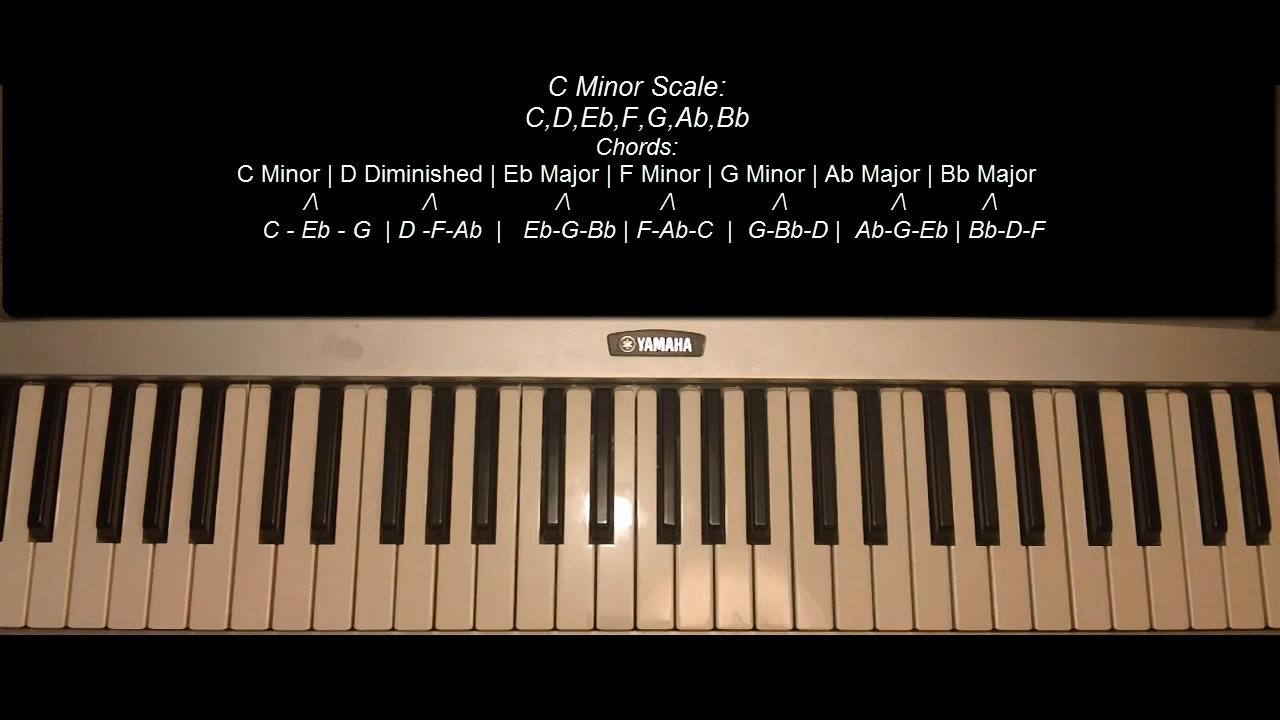 C Minor Scale:
C,D,Eb,F,G,Ab,Bb
Chords:
C Minor | D Diminished | Eb Major | F Minor | G Minor | Ab Major | Bb Major
/\ /\ /\ /\ /\ /\ /\
C - Eb - G | D -F-Ab | Eb-G-Bb | F-Ab-C | G-Bb-D | Ab-G-Eb | Bb-D-F
YAMAHA